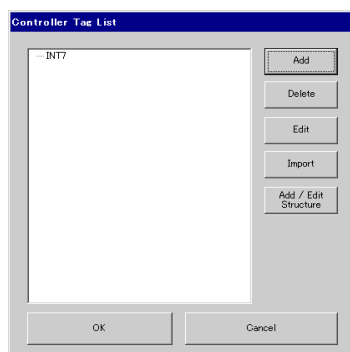 Controller Tag List
INT7
Add
Delete
Edit
Import
Add / Edit
Structure
OK
Cancel